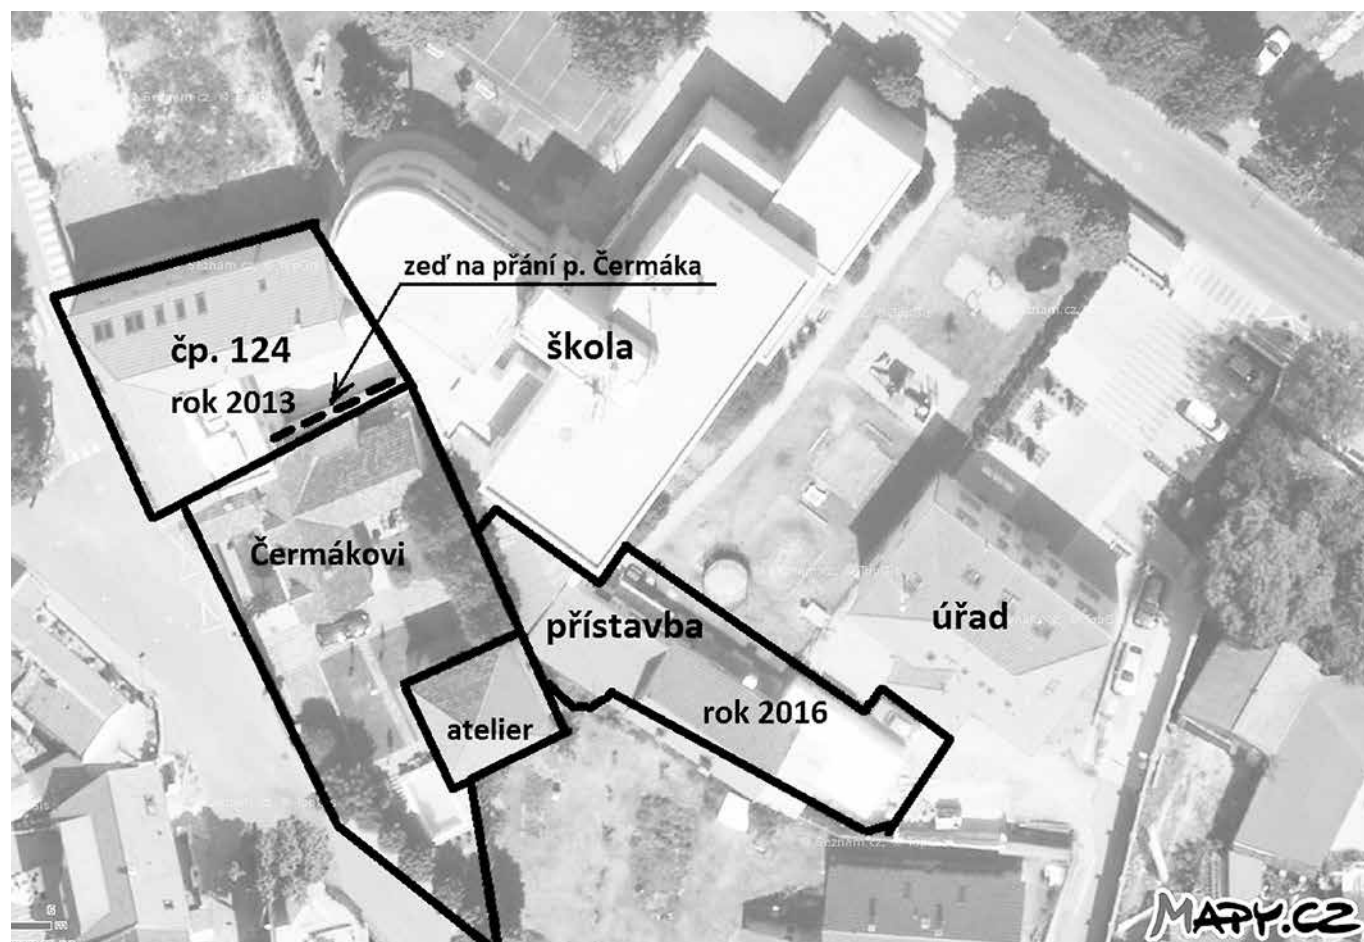 zeď na přání p. Čermáka
čp. 124
rok 2013
škola
Čermákovi
přístavba
úřad
rok 2016
atelier
MAPY.CZ